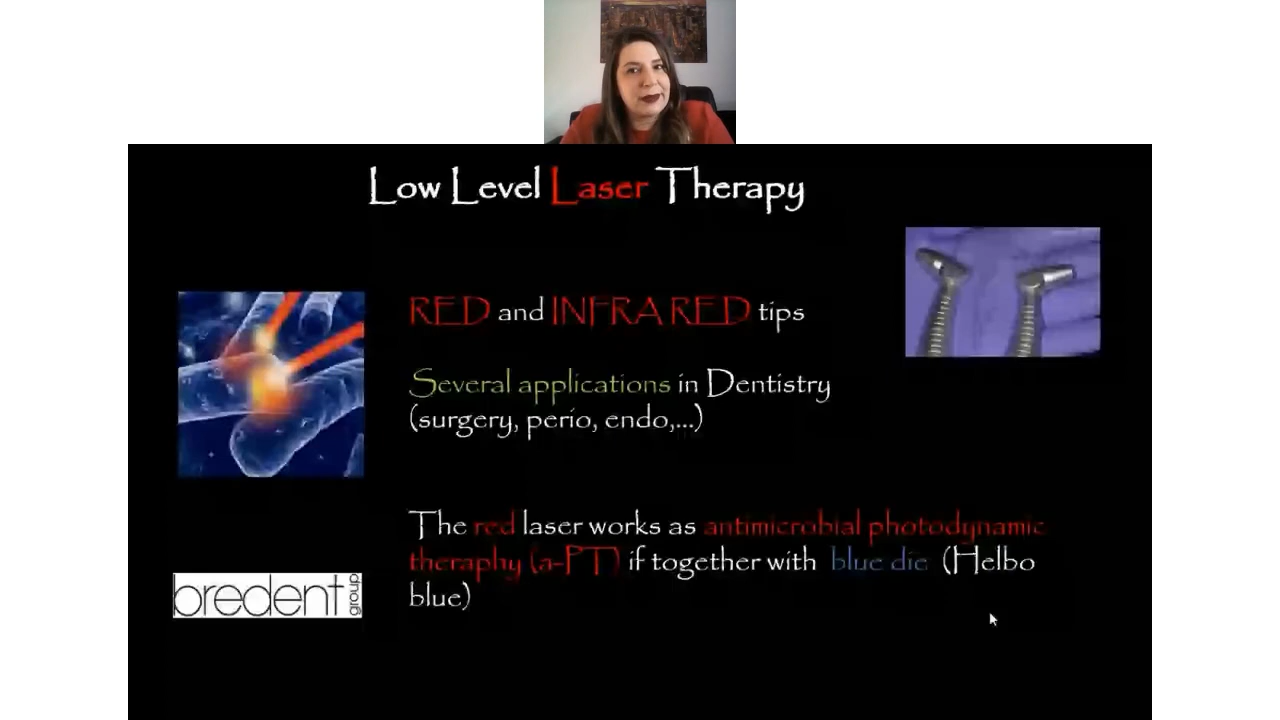 Low Level Laser Therapy
RED and INFRARED tips
Several applications in Dentistry
(surgery, perio, endo,...)
The red laser works as antimicrobial photodynamic
theraphy (a-PT) if together with blue die (Helbo
blue)
bredent group